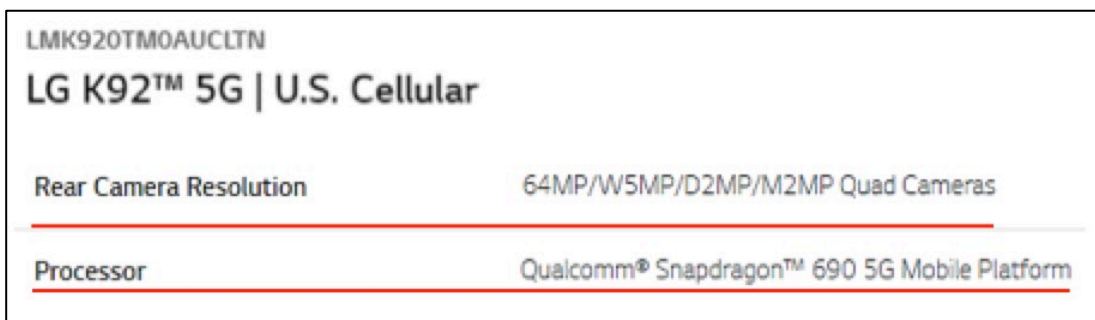 LMK920TM0AUCLTN
LG K92™ 5G | U.S. Cellular
Rear Camera Resolution 64MP/W5MP/D2MP/M2MP Quad Cameras
Processor Qualcomm® Snapdragon™ 690 5G Mobile Platform